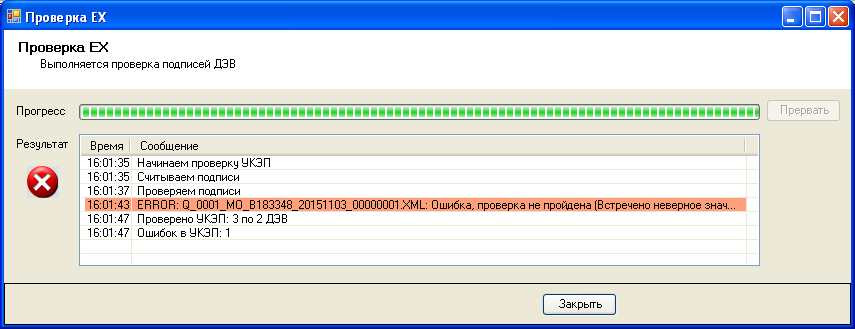 Проверка EX
Проверка EX
Выполняется проверка подписей ДЭВ
Прогресс
Прервать
Результат
Время Сообщение
16:01:35 Начинаем проверку УКЭП
16:01:35 Считываем подписи
16:01:37 Проверяем подписи
16:01:43 ERROR: Q_0001_MO_B183348_20151103_00000001.XML: Ошибка, проверка не пройдена (Встречено неверное знач...
16:01:47 Проверено УКЭП: 3 по 2 ДЭВ
16:01:47 Ошибок в УКЭП: 1
Закрыть